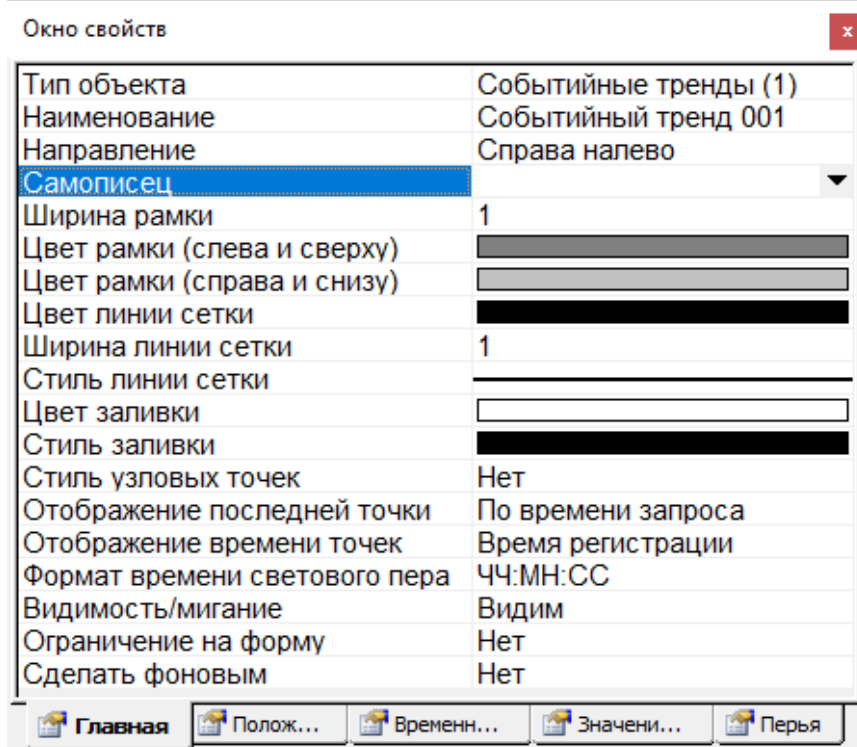 Окно свойств x
Тип объекта Событийные тренды (1)
Наименование Событийный тренд 001
Направление Справа налево
Самописец
Ширина рамки 1
Цвет рамки (слева и сверху)
Цвет рамки (справа и снизу)
Цвет линии сетки
Ширина линии сетки 1
Стиль линии сетки
Цвет заливки
Стиль заливки
Стиль узловых точек Нет
Отображение последней точки По времени запроса
Отображение времени точек Время регистрации
Формат времени светового пера ЧЧ:МН:СС
Видимость/мигание Видим
Ограничение на форму Нет
Сделать фоновым Нет
Главная Полож... Временн... Значени... Перья